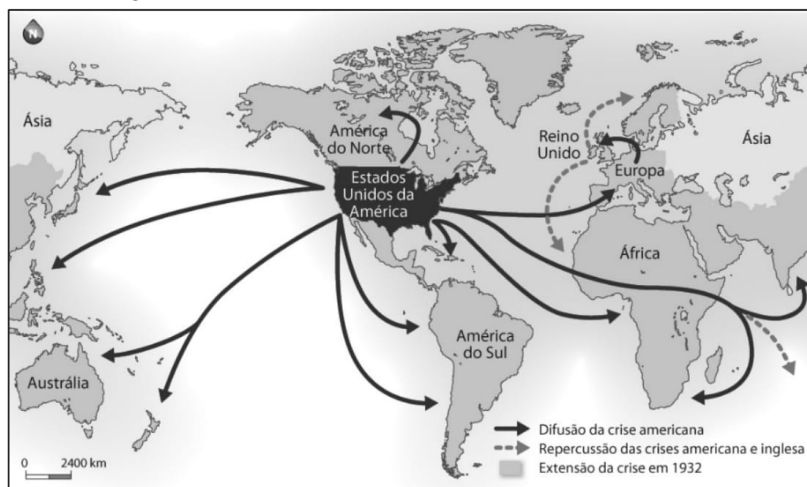 N
Ásia
América
do Norte
Reino
Unido
Ásia
Europa
Estados
Unidos da
América
África
América
do Sul
Austrália
Difusão da crise americana
Repercussão das crises americana e inglesa
Extensão da crise em 1932
0 2400 km